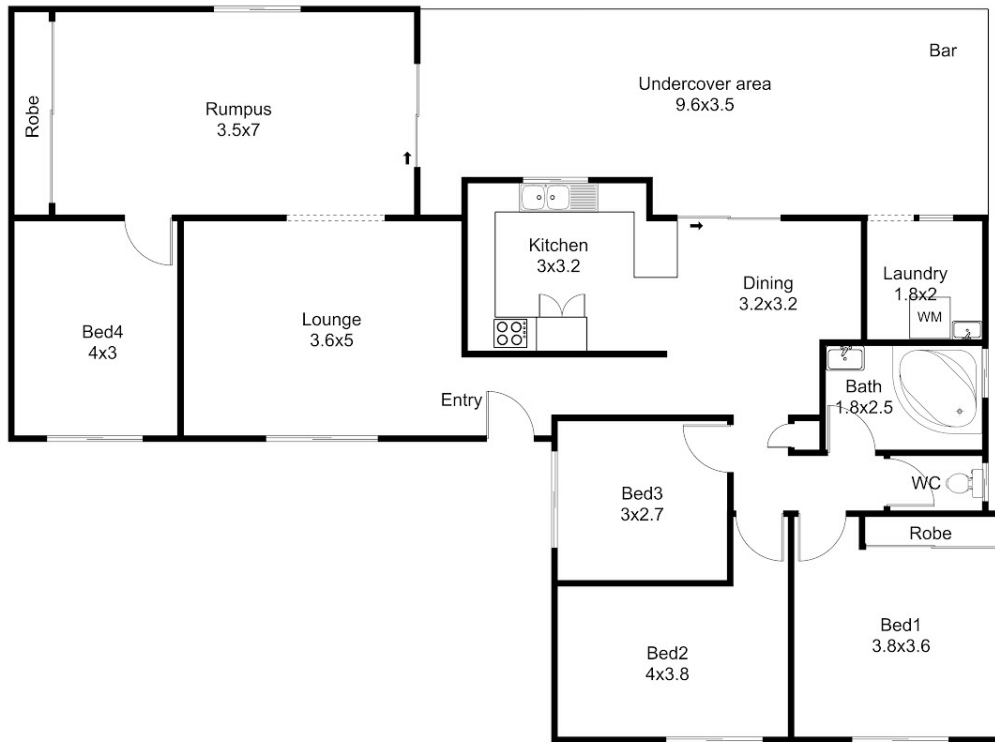 Bar
Undercover area
9.6x3.5
Robe
Rumpus
3.5x7
Kitchen
3x3.2
Dining
3.2x3.2
Laundry
1.8x2
WM
Bed4
4x3
Lounge
3.6x5
Entry
Bath
1.8x2.5
WC
Bed3
3x2.7
Robe
Bed1
3.8x3.6
Bed2
4x3.8